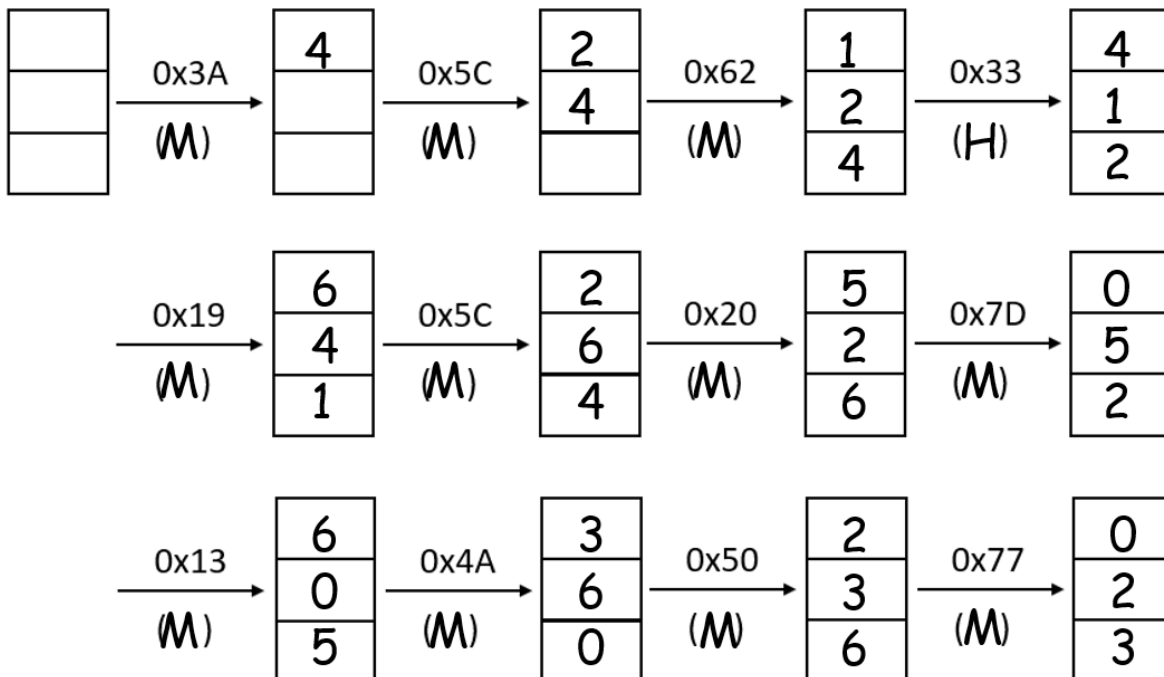 4 2 1 4
0x3A 0x5C 0x62 0x33
4 2 1
(M) (M) (M) (H)
4 2
6 2 5 0
0x19 0x5C 0x20 0x7D
4 6 2 5
(M) (M) (M) (M)
1 4 6 2
6 3 2 0
0x13 0x4A 0x50 0x77
0 6 3 2
(M) (M) (M) (M)
5 0 6 3